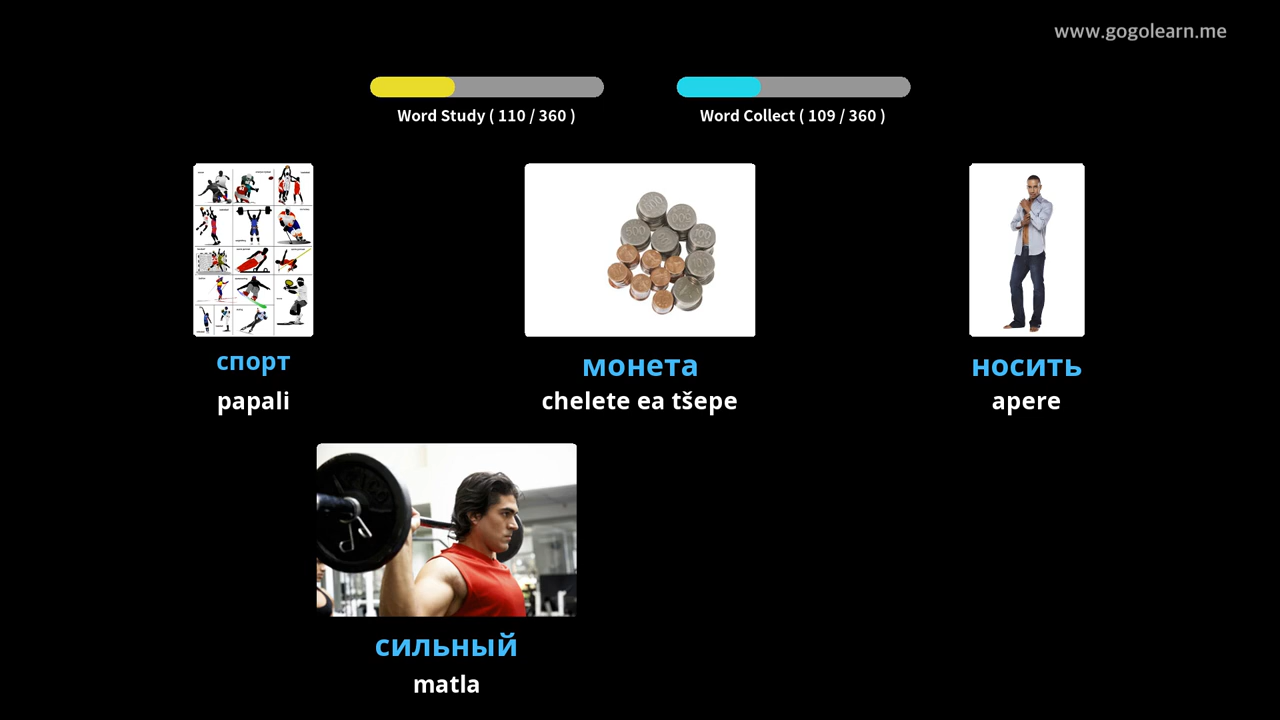 www.gogolearn.me
Word Study ( 110 / 360 )
Word Collect ( 109 / 360 )
спорт
papali
монета
chelete ea tšepe
носить
apere
сильный
matla